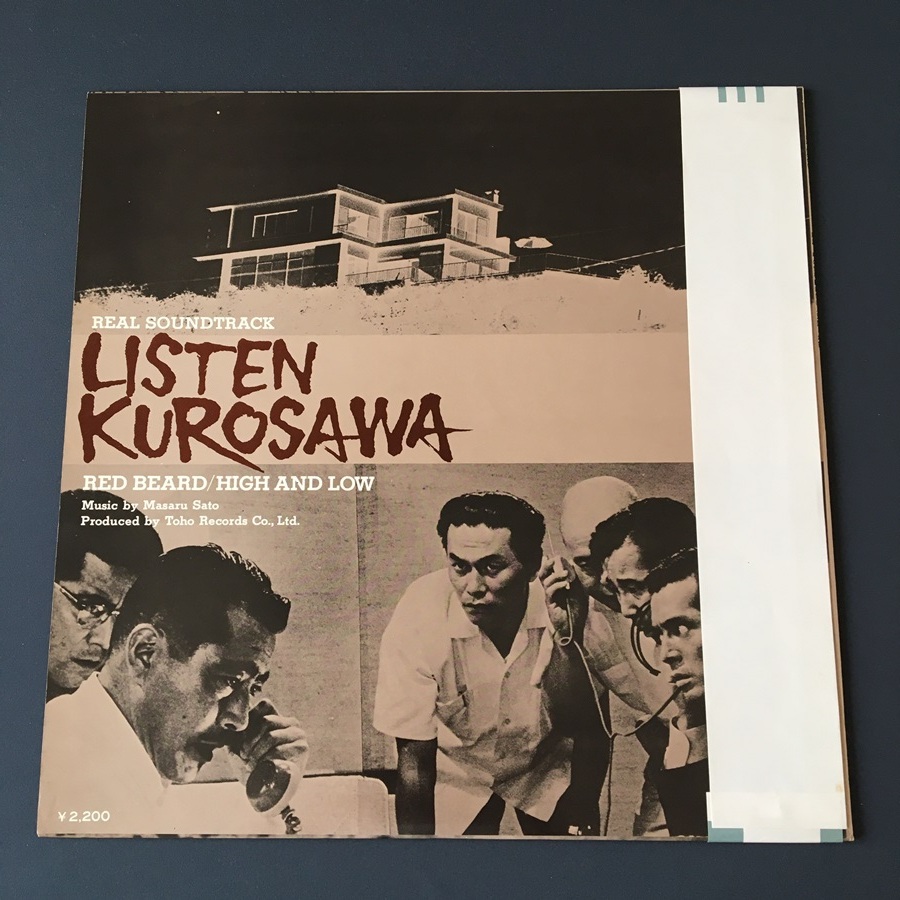 REAL SOUNDTRACK
LISTEN
KUROSAWA
RED BEARD/HIGH AND LOW
Music by Masaru Sato
Produced by Toho Records Co., Ltd.
¥2,200